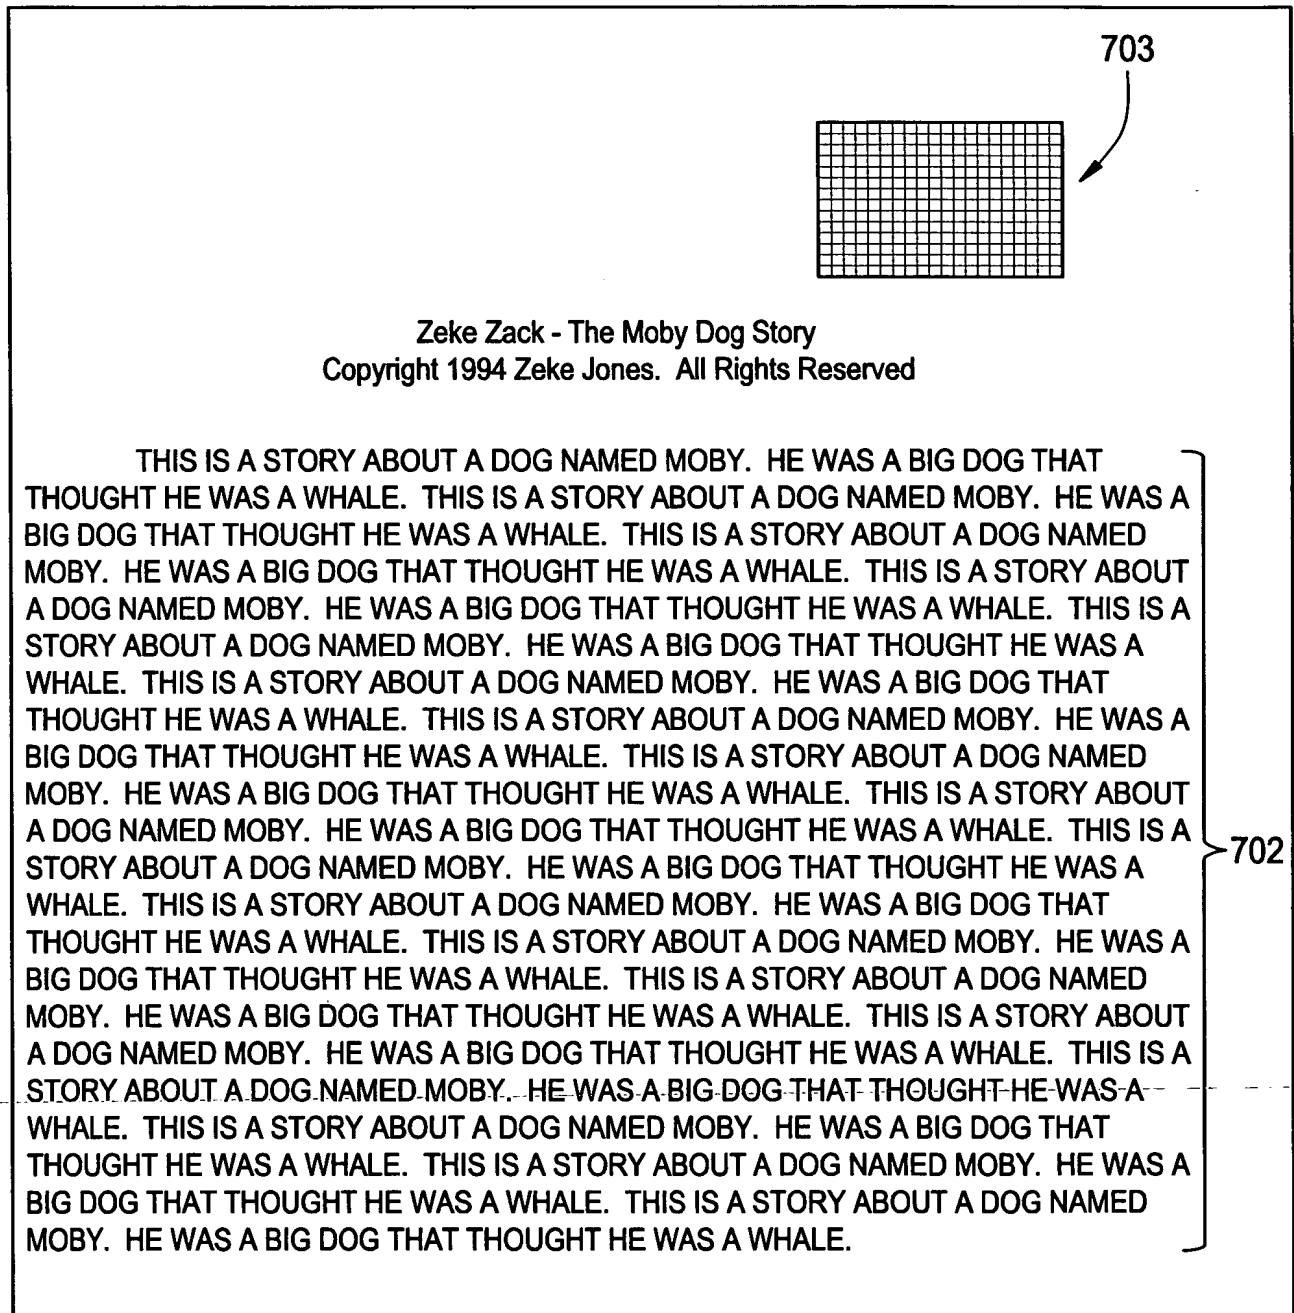 703
Zeke Zack - The Moby Dog Story
Copyright 1994 Zeke Jones. All Rights Reserved
THIS IS A STORY ABOUT A DOG NAMED MOBY. HE WAS A BIG DOG THAT
THOUGHT HE WAS A WHALE. THIS IS A STORY ABOUT A DOG NAMED MOBY. HE WAS A
BIG DOG THAT THOUGHT HE WAS A WHALE. THIS IS A STORY ABOUT A DOG NAMED
MOBY. HE WAS A BIG DOG THAT THOUGHT HE WAS A WHALE. THIS IS A STORY ABOUT
A DOG NAMED MOBY. HE WAS A BIG DOG THAT THOUGHT HE WAS A WHALE. THIS IS A
STORY ABOUT A DOG NAMED MOBY. HE WAS A BIG DOG THAT THOUGHT HE WAS A
WHALE. THIS IS A STORY ABOUT A DOG NAMED MOBY. HE WAS A BIG DOG THAT
THOUGHT HE WAS A WHALE. THIS IS A STORY ABOUT A DOG NAMED MOBY. HE WAS A
BIG DOG THAT THOUGHT HE WAS A WHALE. THIS IS A STORY ABOUT A DOG NAMED
MOBY. HE WAS A BIG DOG THAT THOUGHT HE WAS A WHALE. THIS IS A STORY ABOUT
A DOG NAMED MOBY. HE WAS A BIG DOG THAT THOUGHT HE WAS A WHALE. THIS IS A
STORY ABOUT A DOG NAMED MOBY. HE WAS A BIG DOG THAT THOUGHT HE WAS A
702
WHALE. THIS IS A STORY ABOUT A DOG NAMED MOBY. HE WAS A BIG DOG THAT
THOUGHT HE WAS A WHALE. THIS IS A STORY ABOUT A DOG NAMED MOBY. HE WAS A
BIG DOG THAT THOUGHT HE WAS A WHALE. THIS IS A STORY ABOUT A DOG NAMED
MOBY. HE WAS A BIG DOG THAT THOUGHT HE WAS A WHALE. THIS IS A STORY ABOUT
A DOG NAMED MOBY. HE WAS A BIG DOG THAT THOUGHT HE WAS A WHALE. THIS IS A
STORY ABOUT A DOG NAMED MOBY. HE WAS A BIG DOG THAT THOUGHT HE WAS A
WHALE. THIS IS A STORY ABOUT A DOG NAMED MOBY. HE WAS A BIG DOG THAT
THOUGHT HE WAS A WHALE. THIS IS A STORY ABOUT A DOG NAMED MOBY. HE WAS A
BIG DOG THAT THOUGHT HE WAS A WHALE. THIS IS A STORY ABOUT A DOG NAMED
MOBY. HE WAS A BIG DOG THAT THOUGHT HE WAS A WHALE.